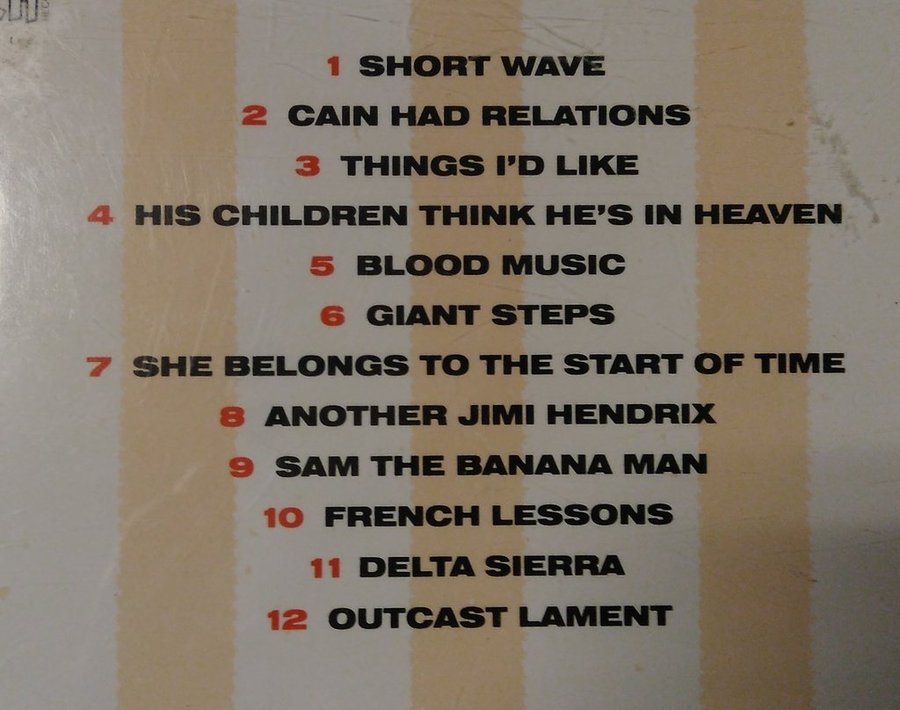 1 SHORT WAVE
2 CAIN HAD RELATIONS
3 THINGS I'D LIKE
4 HIS CHILDREN THINK HE'S IN HEAVEN
5 BLOOD MUSIC
6 GIANT STEPS
7 SHE BELONGS TO THE START OF TIME
8 ANOTHER JIMI HENDRIX
9 SAM THE BANANA MAN
10 FRENCH LESSONS
11 DELTA SIERRA
12 OUTCAST LAMENT